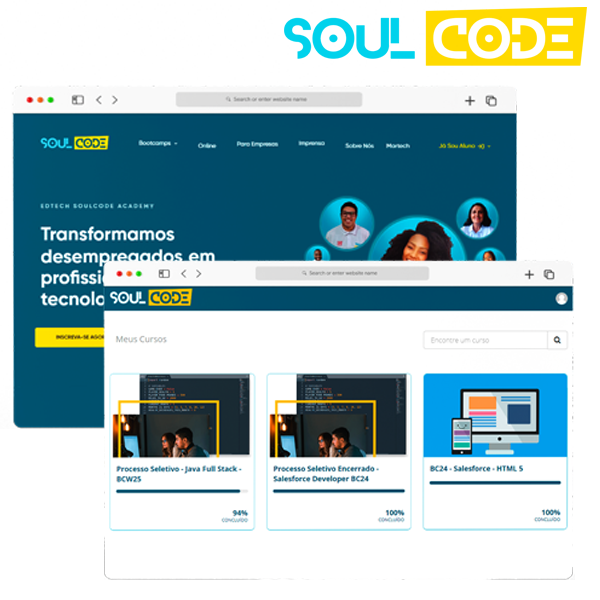 SOUL CODE
Search or enter website name
SOUL CODE
Bootcamps
Online
Para Empresas
Imprensa
Sobre Nós
Martech
Já Sou Aluno
EDTECH SOULCODE ACADEMY
Transformamos
desempregados em
profissi
tecnolo
INSCREVA-SE AGOR
Search or enter website name
SOUL CODE
Meus Cursos
Encontre um curso
Processo Seletivo - Java Full Stack -
BCW25
94%
CONCLUÍDO
Processo Seletivo Encerrado -
Salesforce Developer BC24
100%
CONCLUÍDO
BC24 - Salesforce - HTML 5
100%
CONCLUÍDO